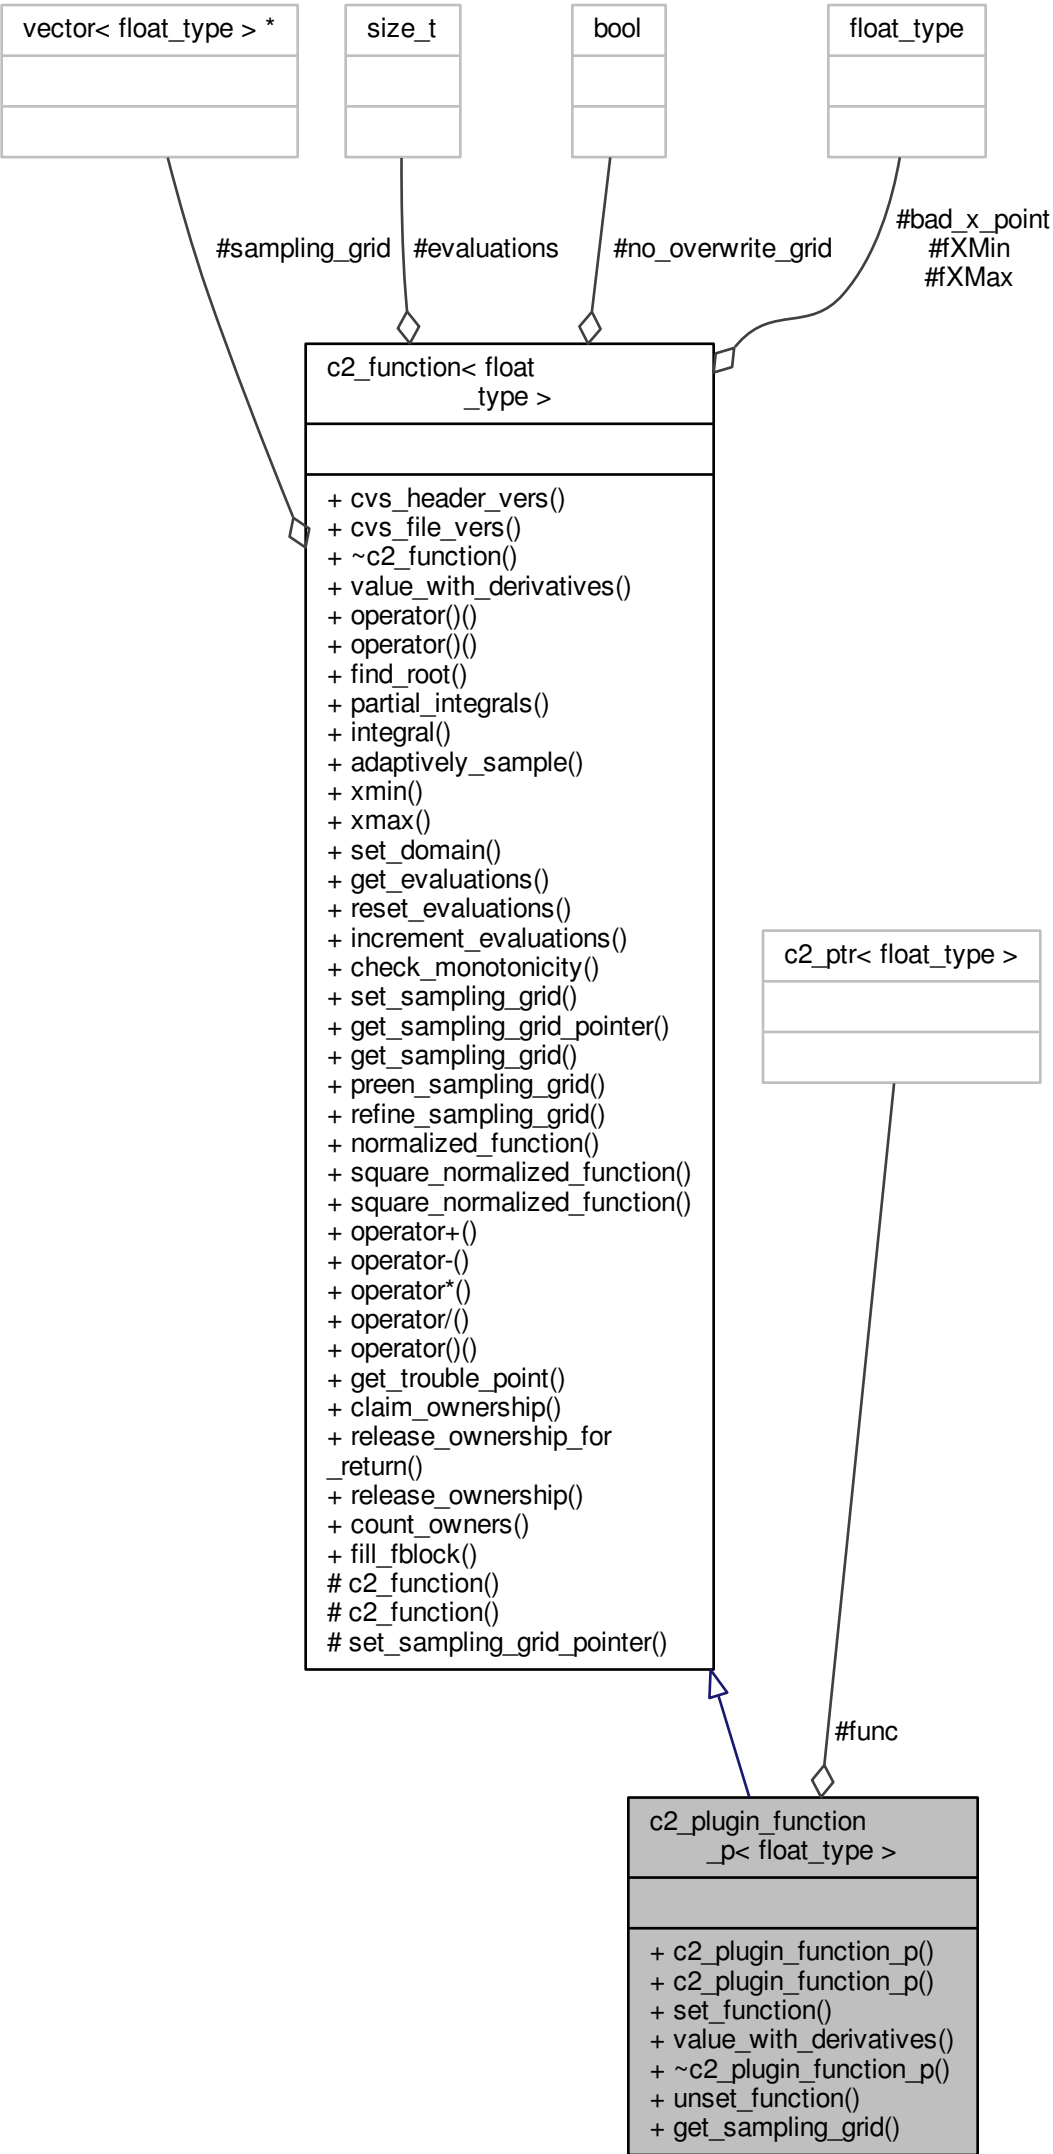 vector< float_type > *
size_t
bool
float_type
#sampling_grid
#evaluations
#no_overwrite_grid
#bad_x_point
#fXMin
#fXMax
c2_function< float
_type >
+ cvs_header_vers()
+ cvs_file_vers()
+ ~c2_function()
+ value_with_derivatives()
+ operator()()
+ operator()()
+ find_root()
+ partial_integrals()
+ integral()
+ adaptively_sample()
+ xmin()
+ xmax()
+ set_domain()
+ get_evaluations()
+ reset_evaluations()
+ increment_evaluations()
+ check_monotonicity()
+ set_sampling_grid()
+ get_sampling_grid_pointer()
+ get_sampling_grid()
+ preen_sampling_grid()
+ refine_sampling_grid()
+ normalized_function()
+ square_normalized_function()
+ square_normalized_function()
+ operator+()
+ operator-()
+ operator*()
+ operator/()
+ operator()()
+ get_trouble_point()
+ claim_ownership()
+ release_ownership_for
_return()
+ release_ownership()
+ count_owners()
+ fill_fblock()
# c2_function()
# c2_function()
# set_sampling_grid_pointer()
c2_ptr< float_type >
#func
c2_plugin_function
_p< float_type >
+ c2_plugin_function_p()
+ c2_plugin_function_p()
+ set_function()
+ value_with_derivatives()
+ ~c2_plugin_function_p()
+ unset_function()
+ get_sampling_grid()